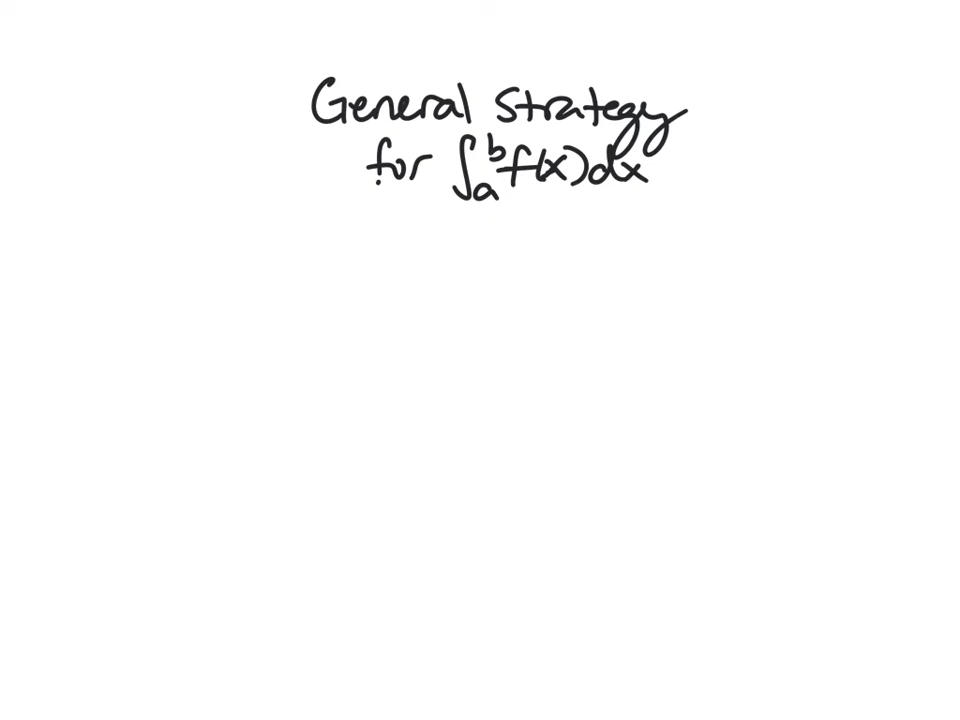 General Strategy
for ∫ₐᵇ f(x)dx